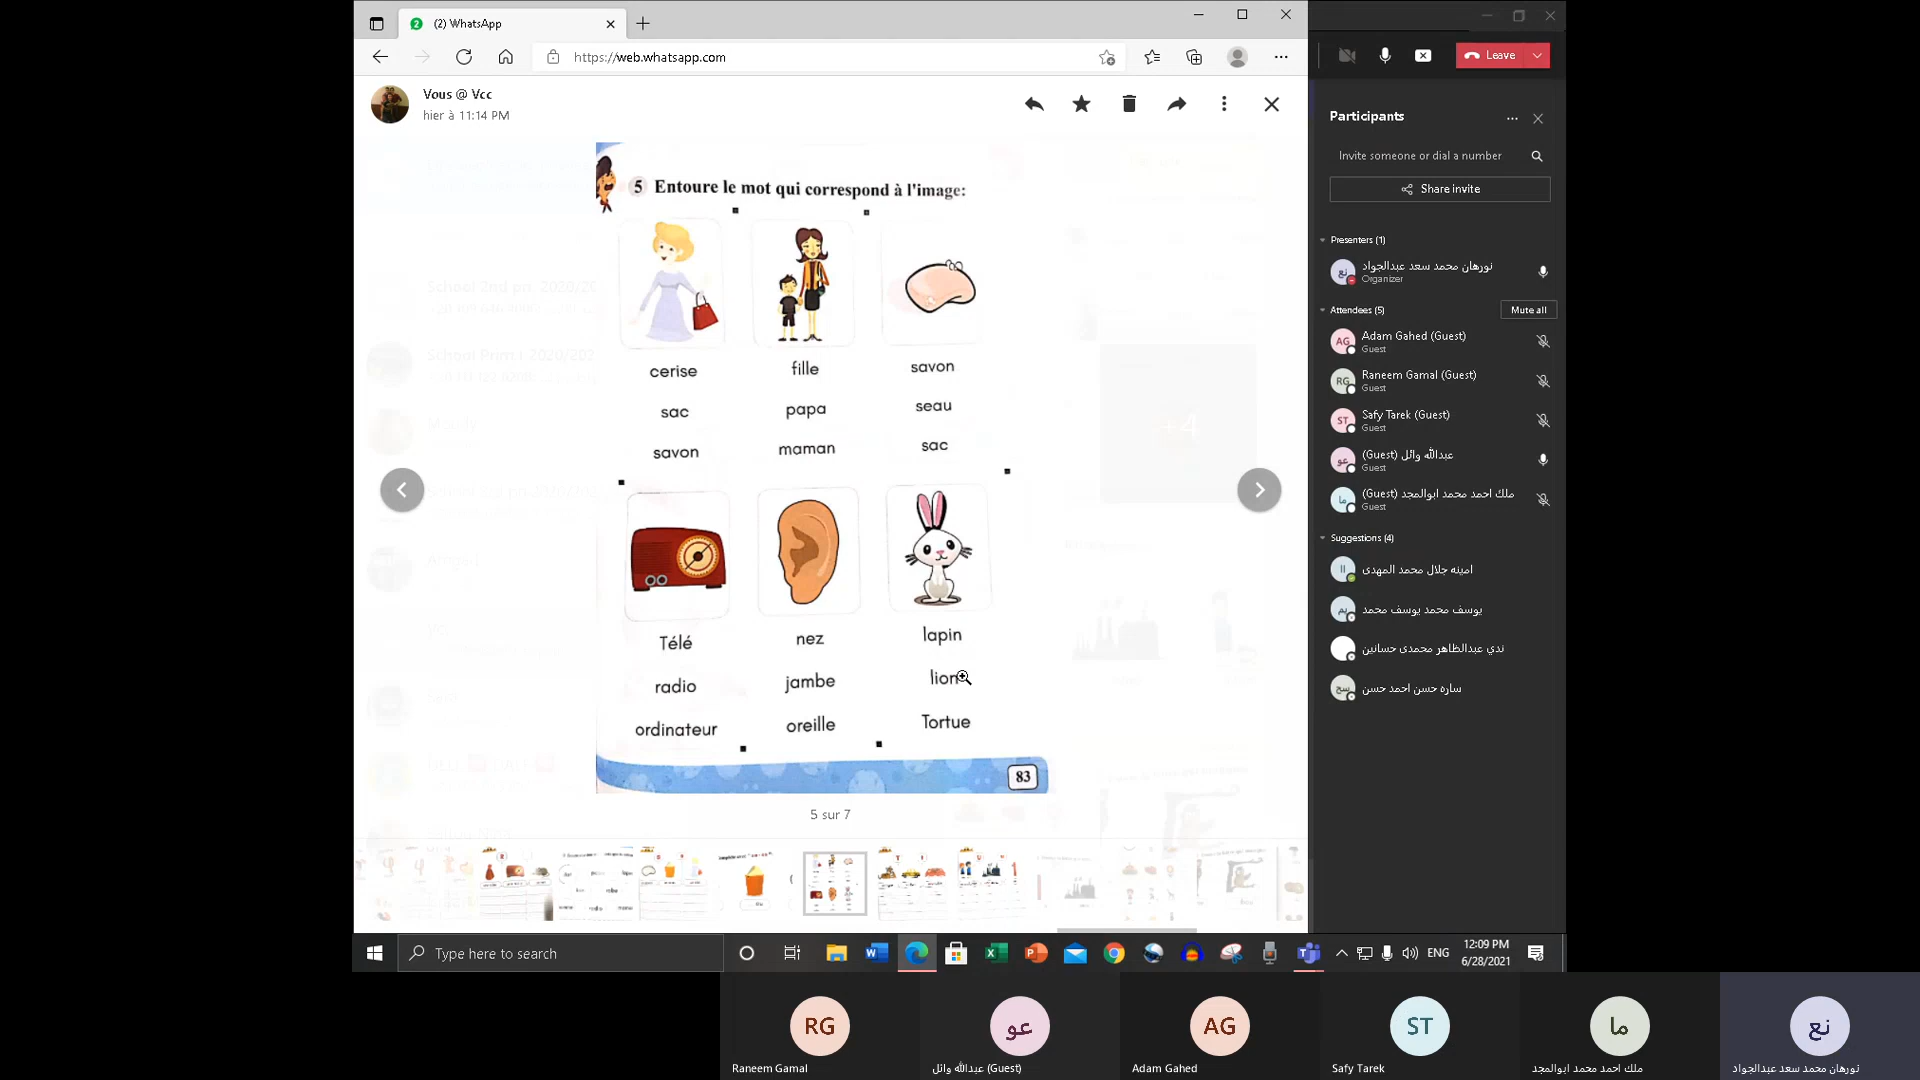 (2) WhatsApp
https://web.whatsapp.com
Leave
Vous @ Vcc
hier à 11:14 PM
5 Entoure le mot qui correspond à l'image:
cerise
fille
savon
sac
papa
seau
savon
maman
sac
Télé
nez
lapin
radio
jambe
lion
ordinateur
oreille
Tortue
83
5 sur 7
+4
Participants
Invite someone or dial a number
Share invite
Presenters (1)
نع
نورهان محمد سعد عبدالجواد
Organizer
Attendees (5)
Mute all
AG
Adam Gahed (Guest)
Guest
RG
Raneem Gamal (Guest)
Guest
ST
Safy Tarek (Guest)
Guest
عو
عبدالله وائل (Guest)
Guest
ما
ملك احمد محمد ابوالمجد (Guest)
Guest
Suggestions (4)
امينه جلال محمد المهدى
يوسف محمد يوسف محمد
ندي عبدالظاهر محمدى حسانين
ساره حسن احمد حسن
Type here to search
ENG
12:09 PM
6/28/2021
RG
Raneem Gamal
عو
عبدالله وائل (Guest)
AG
Adam Gahed
ST
Safy Tarek
ما
ملك احمد محمد ابوالمجد
نع
نورهان محمد سعد عبدالجواد